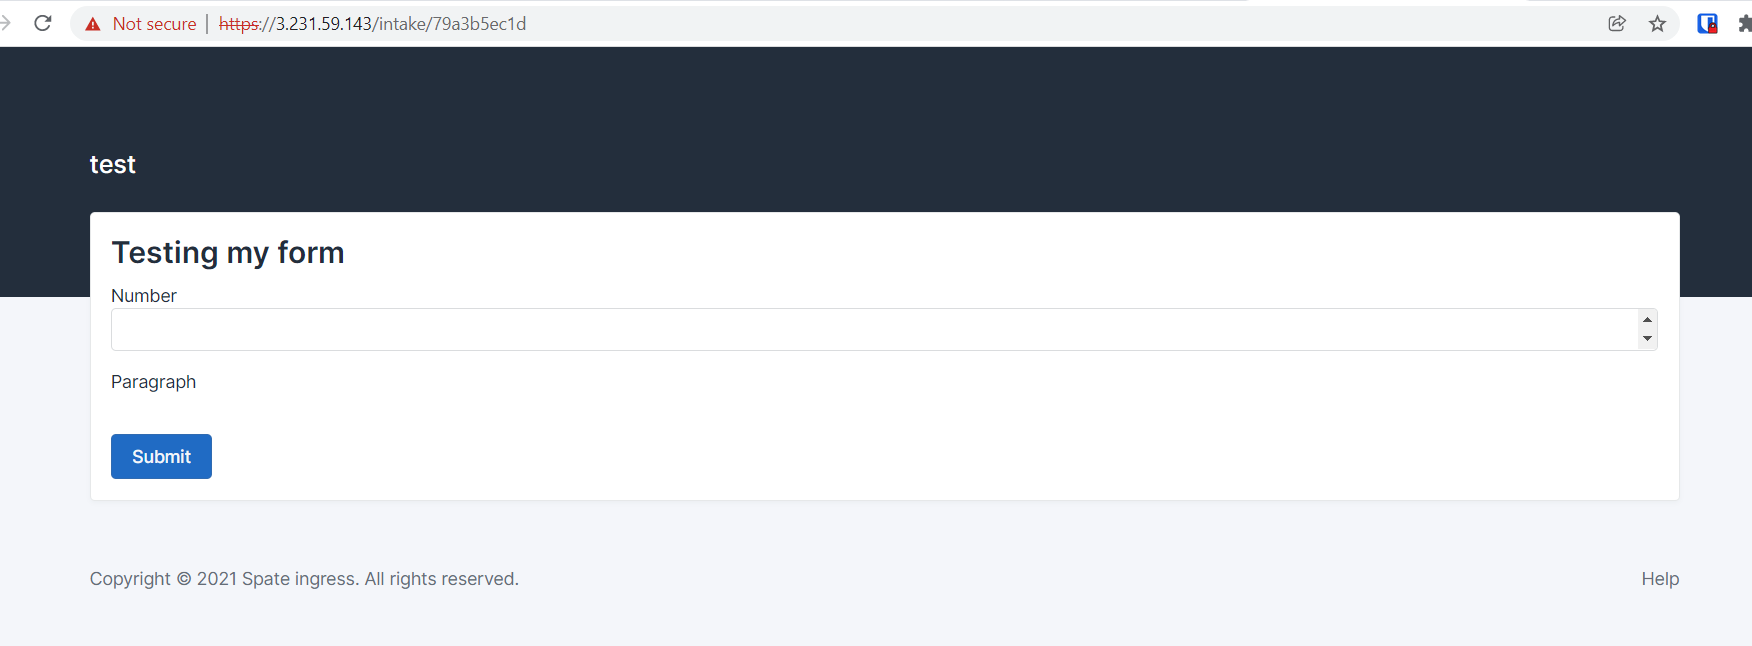 Not secure | https://3.231.59.143/intake/79a3b5ec1d
test
Testing my form
Number
Paragraph
Submit
Copyright © 2021 Spate ingress. All rights reserved.
Help